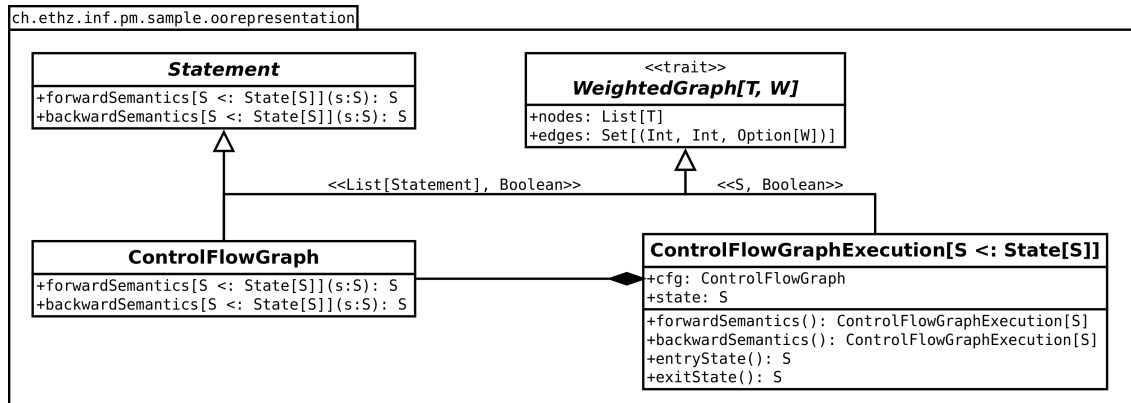 ch.ethz.inf.pm.sample.oorepresentation
Statement
+forwardSemantics[S <: State[S]](s:S): S
+backwardSemantics[S <: State[S]](s:S): S
<<trait>>
WeightedGraph[T, W]
+nodes: List[T]
+edges: Set[(Int, Int, Option[W])]
<<List[Statement], Boolean>>
<<S, Boolean>>
ControlFlowGraph
+forwardSemantics[S <: State[S]](s:S): S
+backwardSemantics[S <: State[S]](s:S): S
ControlFlowGraphExecution[S <: State[S]]
+cfg: ControlFlowGraph
+state: S
+forwardSemantics(): ControlFlowGraphExecution[S]
+backwardSemantics(): ControlFlowGraphExecution[S]
+entryState(): S
+exitState(): S